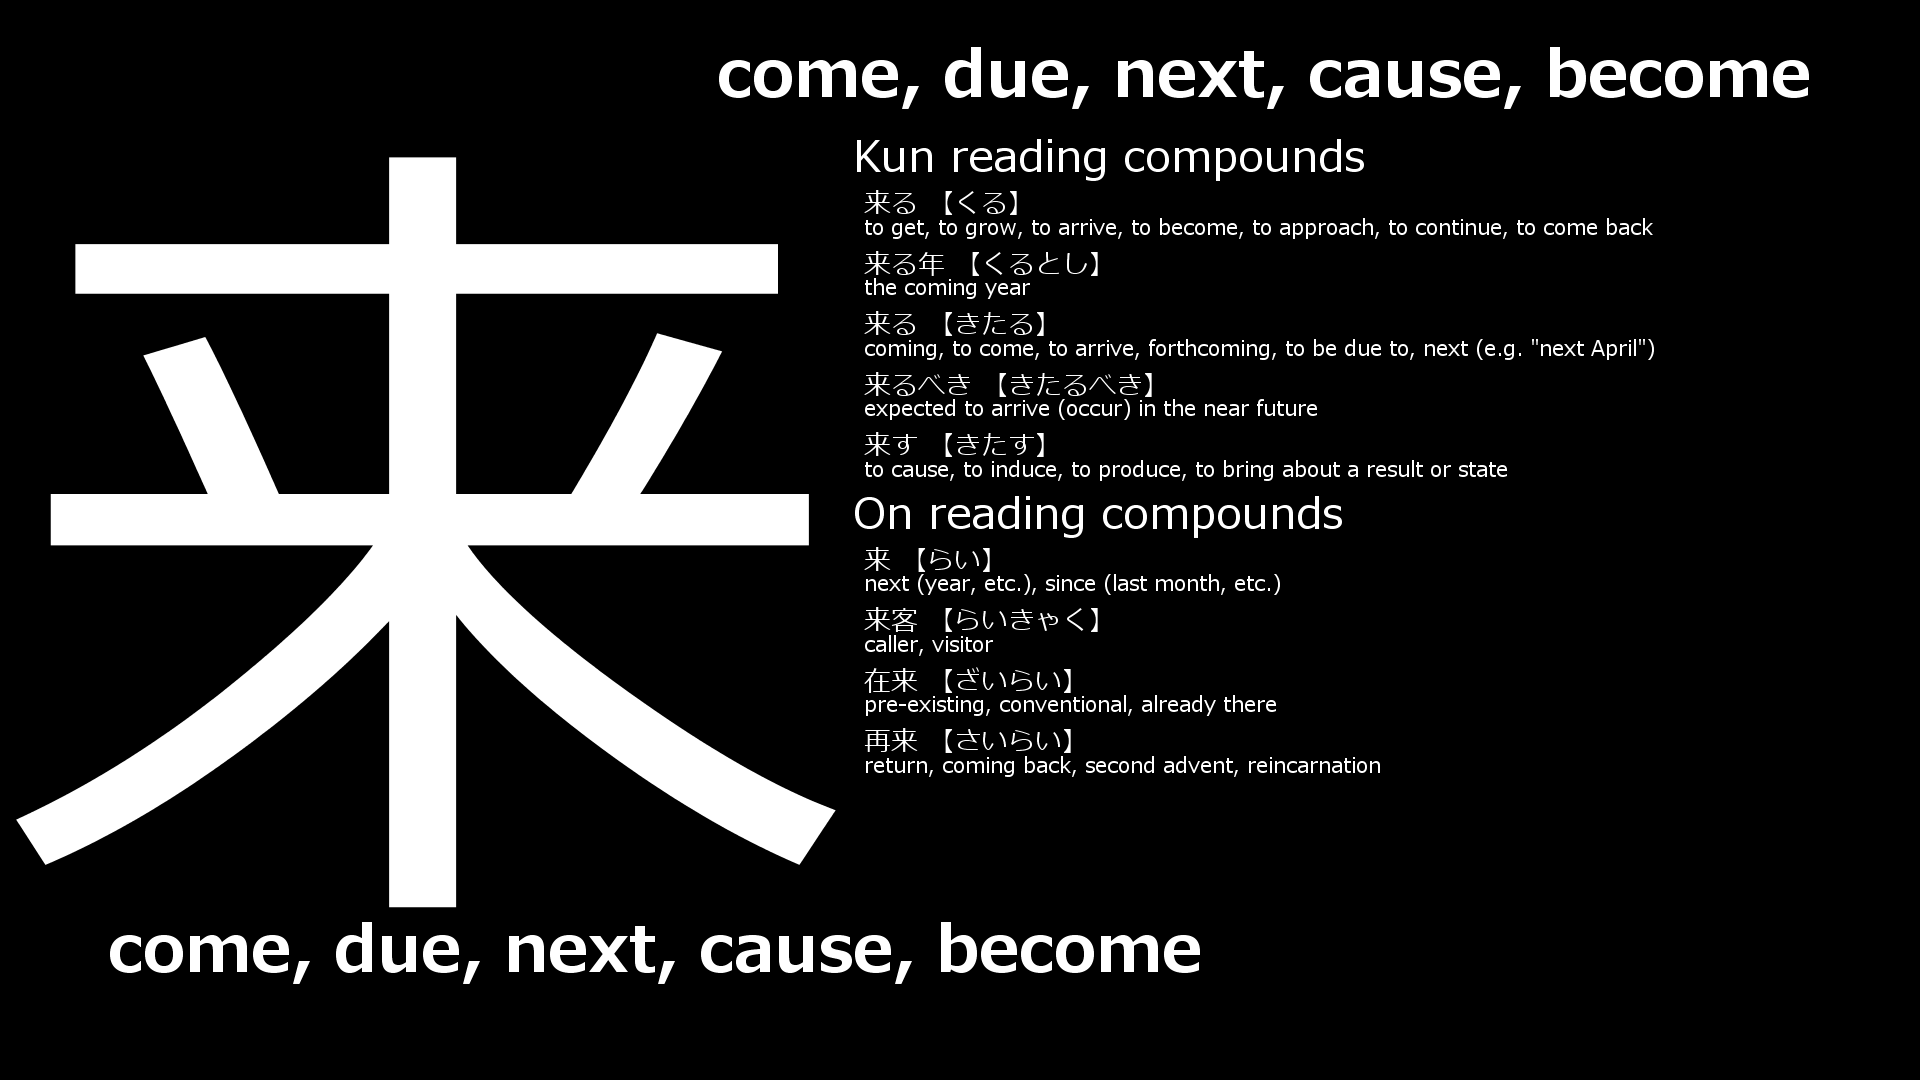 come, due, next, cause, become
来
Kun reading compounds
来る 【くる】
to get, to grow, to arrive, to become, to approach, to continue, to come back
来る年 【くるとし】
the coming year
来る 【きたる】
coming, to come, to arrive, forthcoming, to be due to, next (e.g. "next April")
来るべき 【きたるべき】
expected to arrive (occur) in the near future
来す 【きたす】
to cause, to induce, to produce, to bring about a result or state
On reading compounds
来 【らい】
next (year, etc.), since (last month, etc.)
来客 【らいきゃく】
caller, visitor
在来 【ざいらい】
pre-existing, conventional, already there
再来 【さいらい】
return, coming back, second advent, reincarnation
come, due, next, cause, become